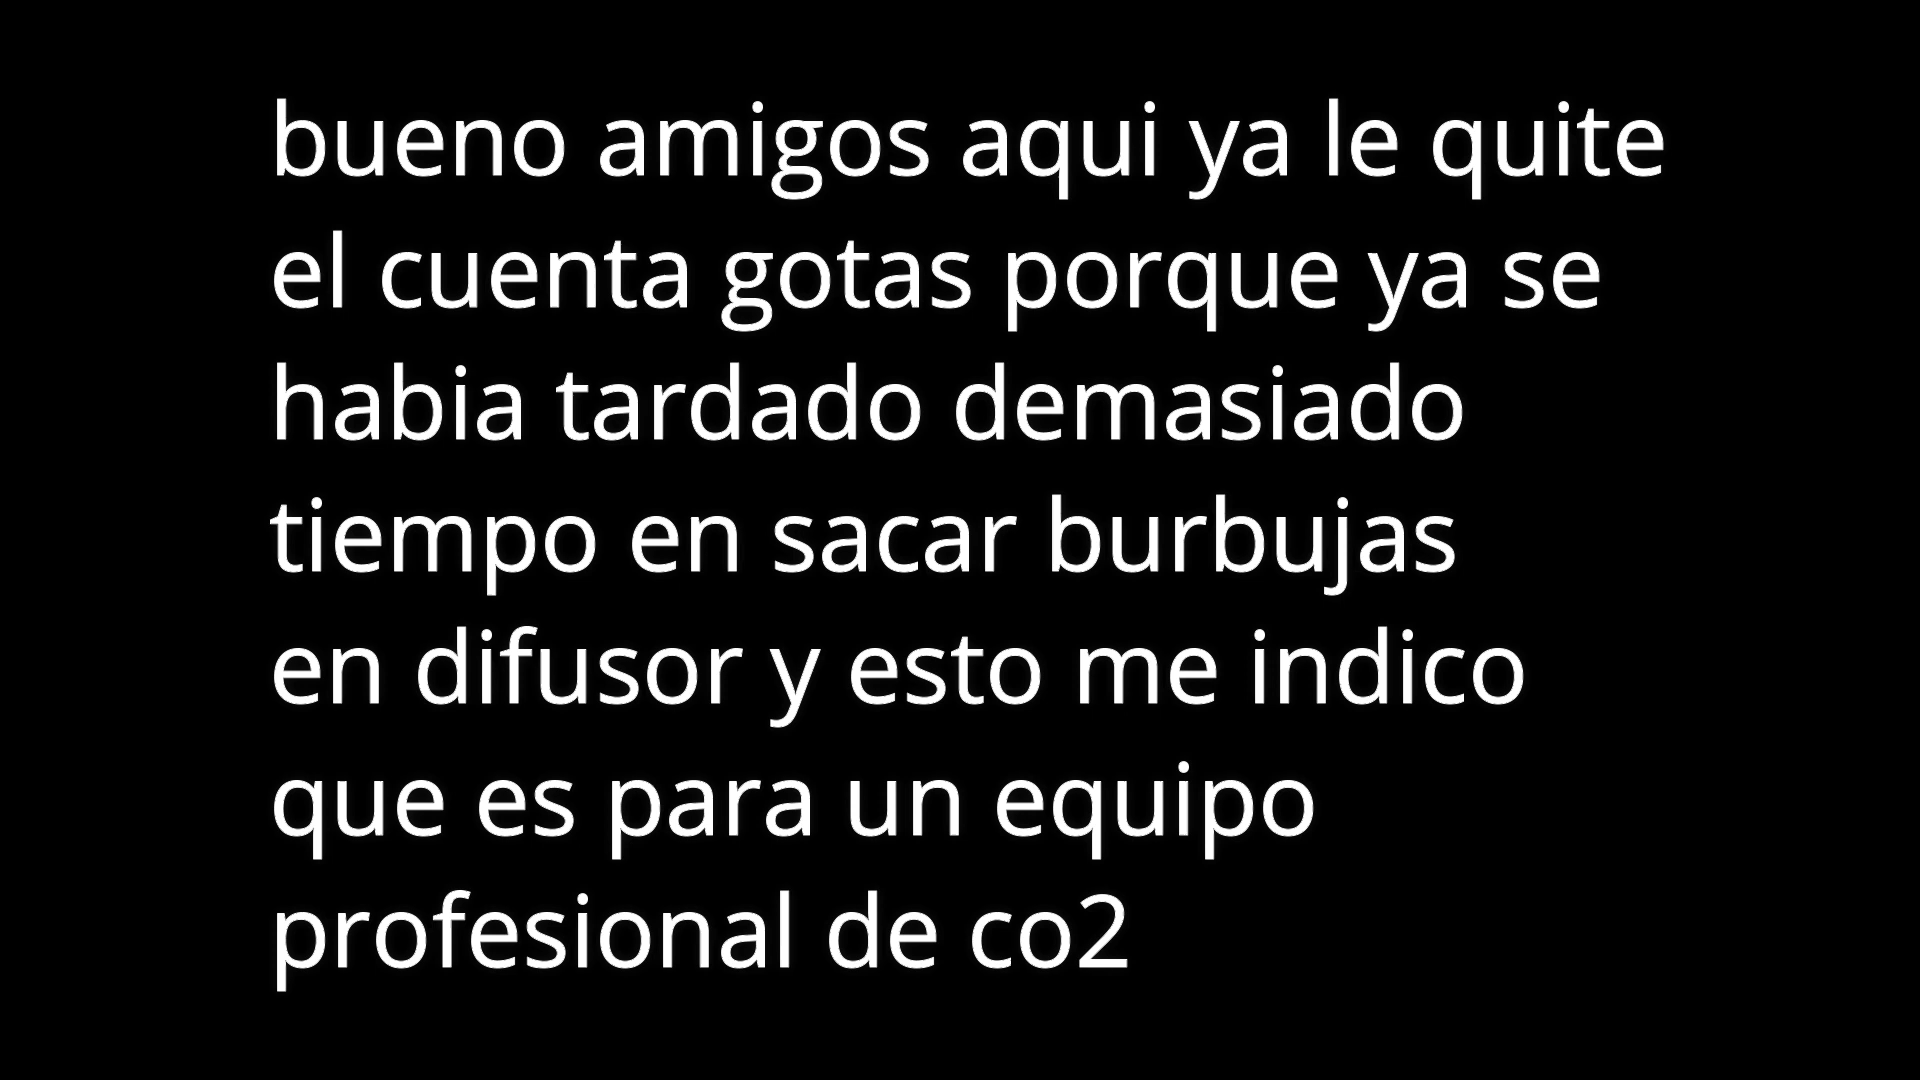 bueno amigos aqui ya le quite
el cuenta gotas porque ya se
habia tardado demasiado
tiempo en sacar burbujas
en difusor y esto me indico
que es para un equipo
profesional de co2